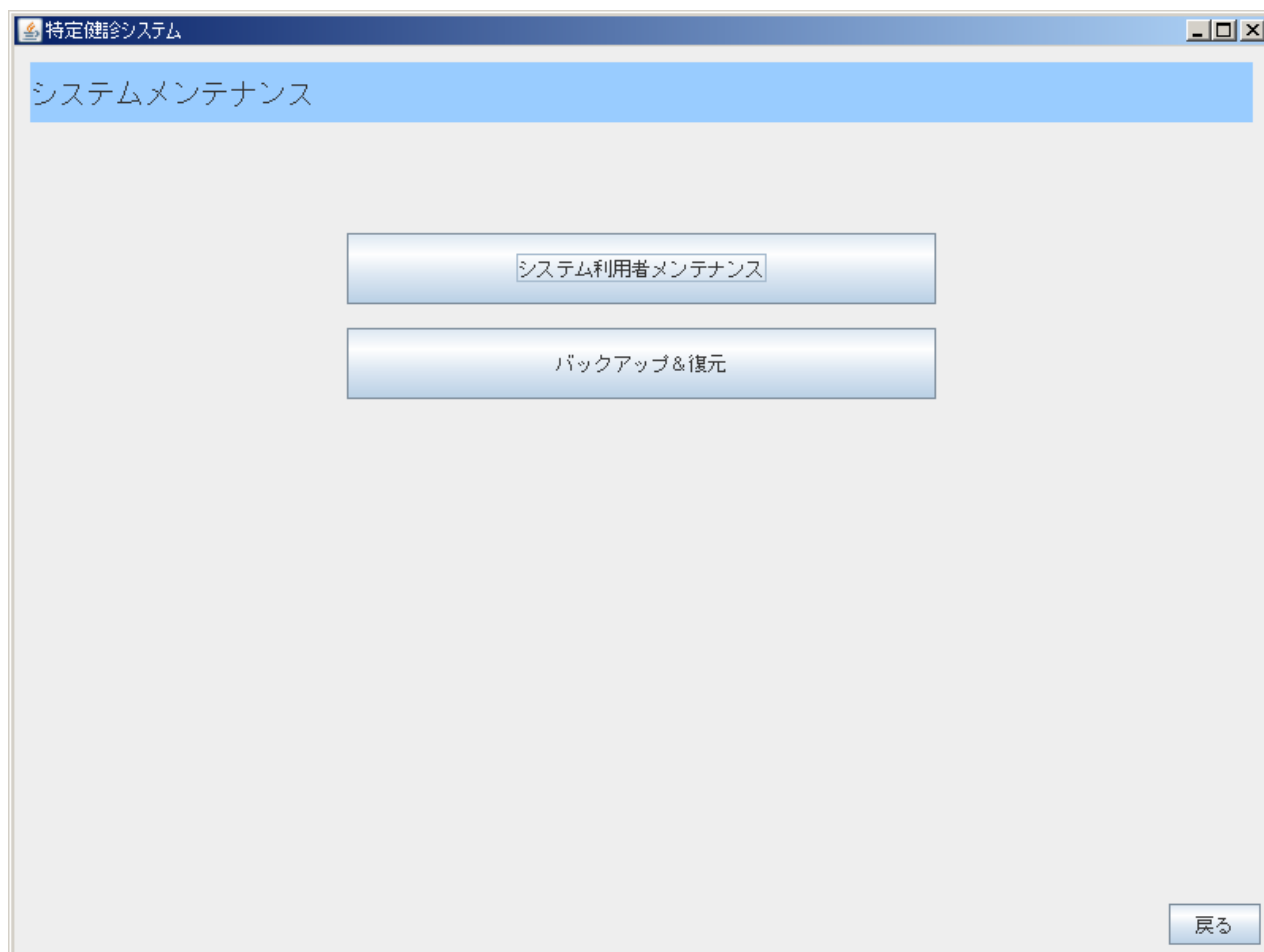 特定健診システム
システムメンテナンス
システム利用者メンテナンス
バックアップ&復元
戻る